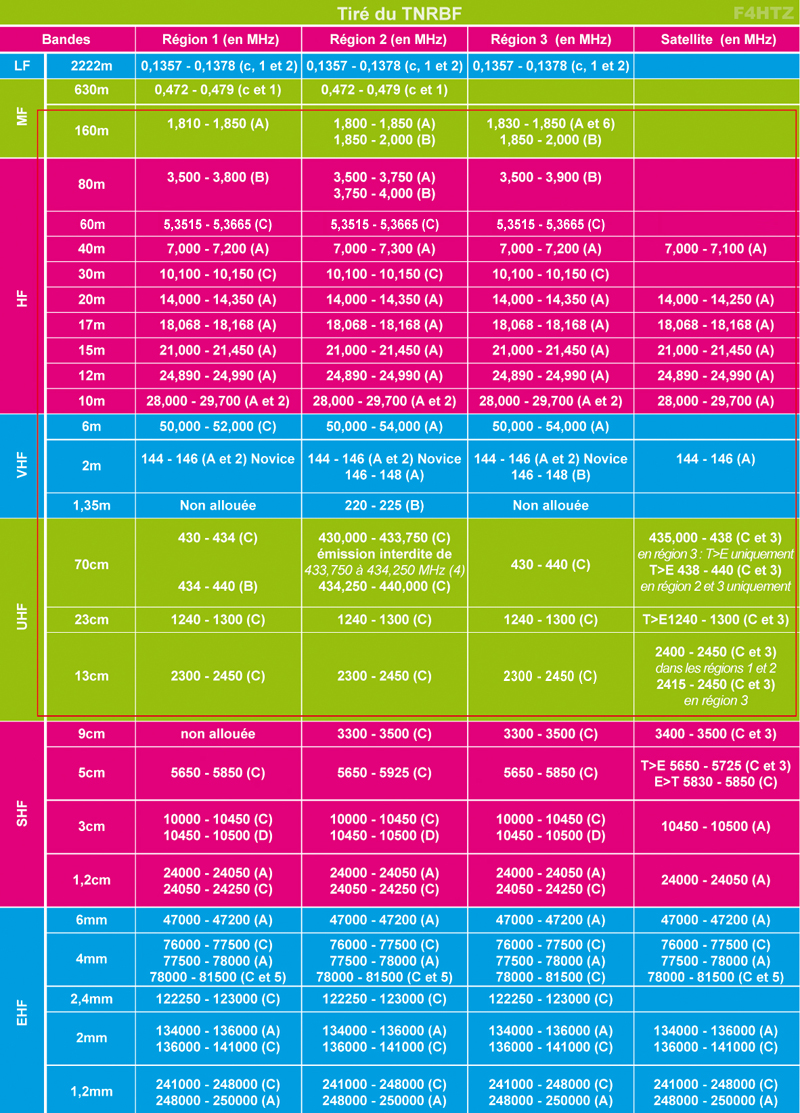 Tiré du TNRBF
F4HTZ
Bandes Région 1 (en MHz) Région 2 (en MHz) Région 3 (en MHz) Satellite (en MHz)
LF 2222m 0,1357 - 0,1378 (c, 1 et 2) 0,1357 - 0,1378 (c, 1 et 2) 0,1357 - 0,1378 (c, 1 et 2)
MF
630m 0,472 - 0,479 (c et 1) 0,472 - 0,479 (c et 1)
160m 1,810 - 1,850 (A) 1,800 - 1,850 (A) 1,830 - 1,850 (A et 6)
1,850 - 2,000 (B) 1,850 - 2,000 (B)
HF
80m 3,500 - 3,800 (B) 3,500 - 3,750 (A) 3,500 - 3,900 (B)
3,750 - 4,000 (B)
60m 5,3515 - 5,3665 (C) 5,3515 - 5,3665 (C) 5,3515 - 5,3665 (C)
40m 7,000 - 7,200 (A) 7,000 - 7,300 (A) 7,000 - 7,200 (A) 7,000 - 7,100 (A)
30m 10,100 - 10,150 (C) 10,100 - 10,150 (C) 10,100 - 10,150 (C)
20m 14,000 - 14,350 (A) 14,000 - 14,350 (A) 14,000 - 14,350 (A) 14,000 - 14,250 (A)
17m 18,068 - 18,168 (A) 18,068 - 18,168 (A) 18,068 - 18,168 (A) 18,068 - 18,168 (A)
15m 21,000 - 21,450 (A) 21,000 - 21,450 (A) 21,000 - 21,450 (A) 21,000 - 21,450 (A)
12m 24,890 - 24,990 (A) 24,890 - 24,990 (A) 24,890 - 24,990 (A) 24,890 - 24,990 (A)
10m 28,000 - 29,700 (A et 2) 28,000 - 29,700 (A et 2) 28,000 - 29,700 (A et 2) 28,000 - 29,700 (A)
VHF
6m 50,000 - 52,000 (C) 50,000 - 54,000 (A) 50,000 - 54,000 (A)
2m 144 - 146 (A et 2) Novice 144 - 146 (A et 2) Novice 144 - 146 (A et 2) Novice 144 - 146 (A)
146 - 148 (A) 146 - 148 (B)
1,35m Non allouée 220 - 225 (B) Non allouée
UHF
70cm
430 - 434 (C)
434 - 440 (B)
430,000 - 433,750 (C)
émission interdite de
433,750 à 434,250 MHz (4)
434,250 - 440,000 (C)
430 - 440 (C)
435,000 - 438 (C et 3)
en région 3 : T>E uniquement
T>E 438 - 440 (C et 3)
en région 2 et 3 uniquement
23cm 1240 - 1300 (C) 1240 - 1300 (C) 1240 - 1300 (C) T>E1240 - 1300 (C et 3)
13cm 2300 - 2450 (C) 2300 - 2450 (C) 2300 - 2450 (C)
2400 - 2450 (C et 3)
dans les régions 1 et 2
2415 - 2450 (C et 3)
en région 3
SHF
9cm non allouée 3300 - 3500 (C) 3300 - 3500 (C) 3400 - 3500 (C et 3)
5cm 5650 - 5850 (C) 5650 - 5925 (C) 5650 - 5850 (C) T>E 5650 - 5725 (C et 3)
E>T 5830 - 5850 (C)
3cm 10000 - 10450 (C) 10000 - 10450 (C) 10000 - 10450 (C) 10450 - 10500 (A)
10450 - 10500 (D) 10450 - 10500 (D) 10450 - 10500 (D)
1,2cm 24000 - 24050 (A) 24000 - 24050 (A) 24000 - 24050 (A) 24000 - 24050 (A)
24050 - 24250 (C) 24050 - 24250 (C) 24050 - 24250 (C)
EHF
6mm 47000 - 47200 (A) 47000 - 47200 (A) 47000 - 47200 (A) 47000 - 47200 (A)
4mm 76000 - 77500 (C) 76000 - 77500 (C) 76000 - 77500 (C) 76000 - 77500 (C)
77500 - 78000 (A) 77500 - 78000 (A) 77500 - 78000 (A) 77500 - 78000 (A)
78000 - 81500 (C et 5) 78000 - 81500 (C et 5) 78000 - 81500 (C) 78000 - 81500 (C et 5)
2,4mm 122250 - 123000 (C) 122250 - 123000 (C) 122250 - 123000 (C)
2mm 134000 - 136000 (A) 134000 - 136000 (A) 134000 - 136000 (A) 134000 - 136000 (A)
136000 - 141000 (C) 136000 - 141000 (C) 136000 - 141000 (C) 136000 - 141000 (C)
1,2mm 241000 - 248000 (C) 241000 - 248000 (C) 241000 - 248000 (C) 241000 - 248000 (C)
248000 - 250000 (A) 248000 - 250000 (A) 248000 - 250000 (A) 248000 - 250000 (A)